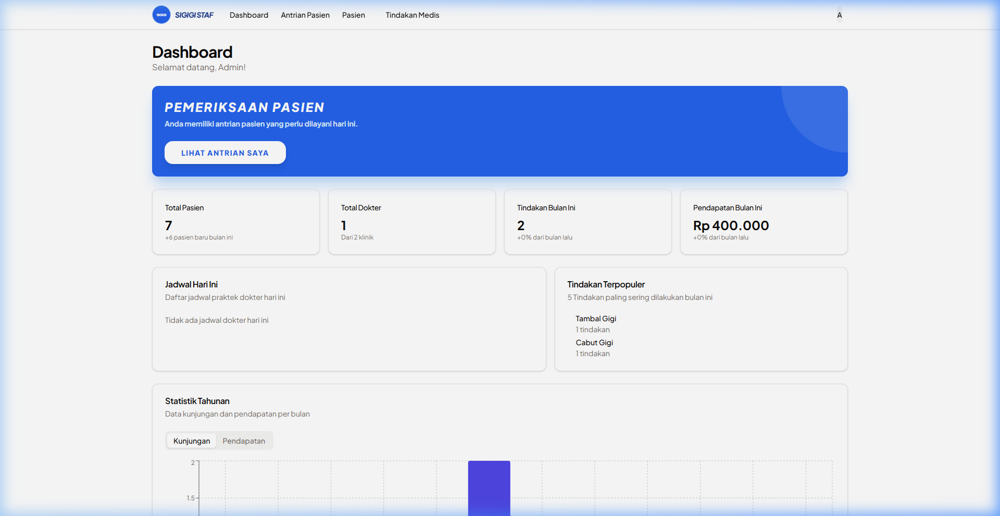 SIGIGI SIGIGI STAF Dashboard Antrian Pasien Pasien Tindakan Medis A
Dashboard
Selamat datang, Admin!
PEMERIKSAAN PASIEN
Anda memiliki antrian pasien yang perlu dilayani hari ini.
LIHAT ANTRIAN SAYA
Total Pasien
7
+6 pasien baru bulan ini
Total Dokter
1
Dari 2 klinik
Tindakan Bulan Ini
2
+0% dari bulan lalu
Pendapatan Bulan Ini
Rp 400.000
+0% dari bulan lalu
Jadwal Hari Ini
Daftar jadwal praktek dokter hari ini
Tidak ada jadwal dokter hari ini
Tindakan Terpopuler
5 Tindakan paling sering dilakukan bulan ini
Tambal Gigi
1 tindakan
Cabut Gigi
1 tindakan
Statistik Tahunan
Data kunjungan dan pendapatan per bulan
Kunjungan Pendapatan
2
1.5